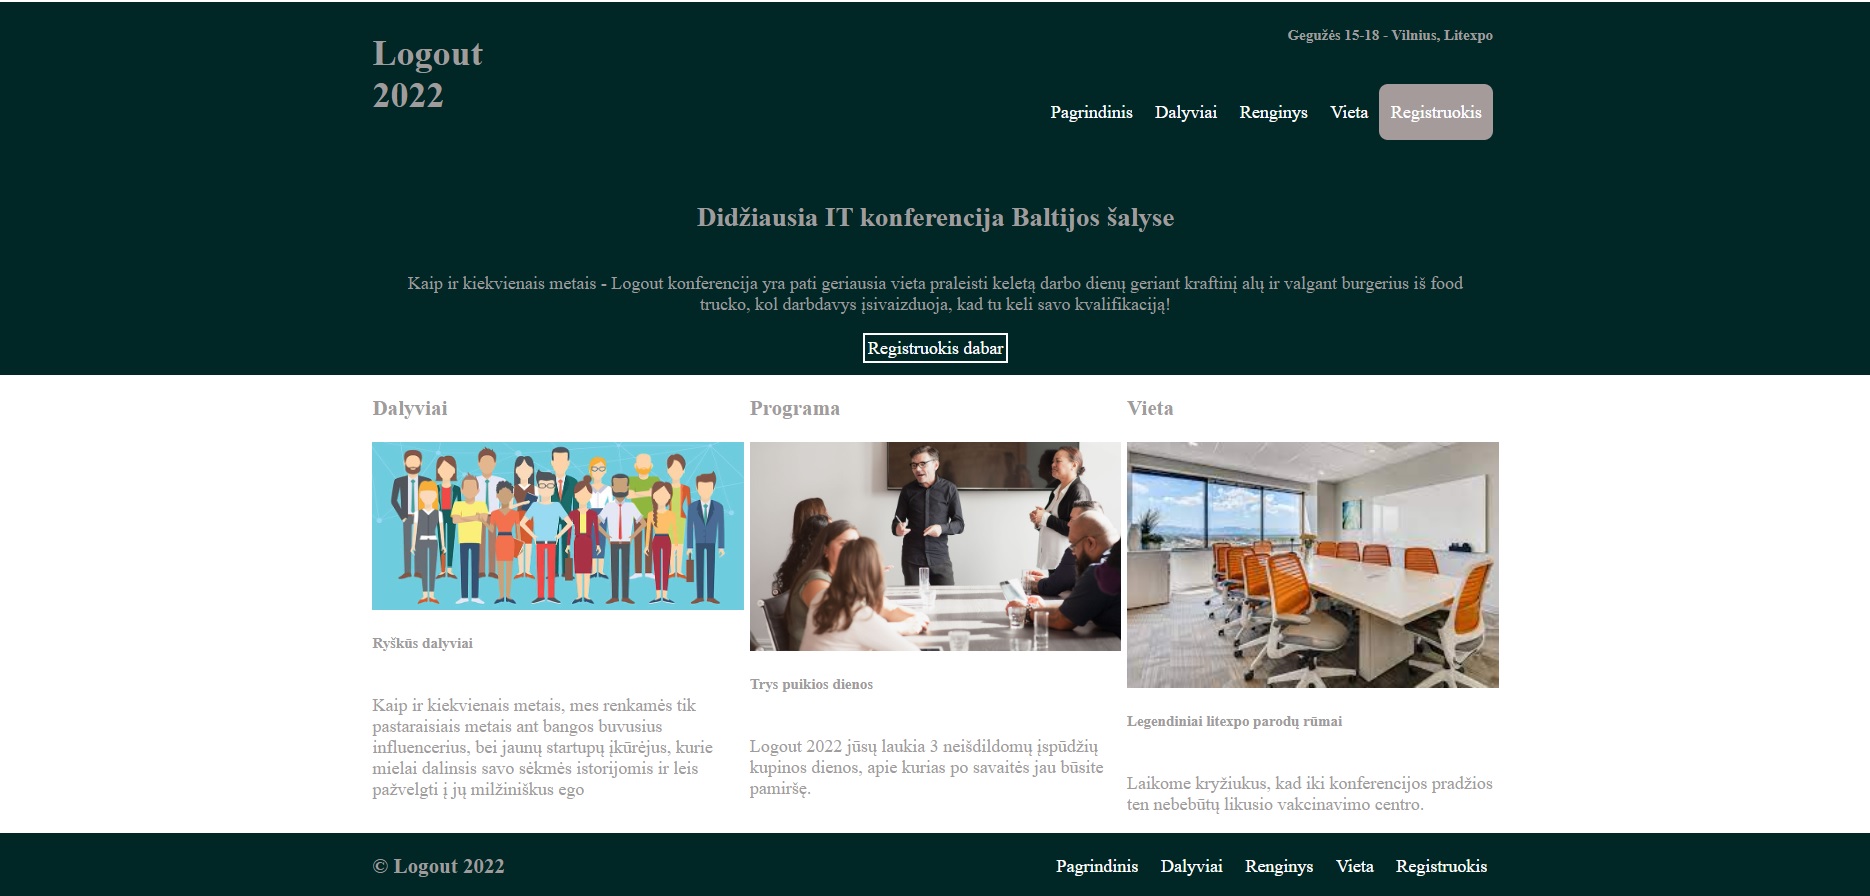 Gegužės 15-18 - Vilnius, Litexpo
Logout
2022
Pagrindinis Dalyviai Renginys Vieta Registruokis
Didžiausia IT konferencija Baltijos šalyse
Kaip ir kiekvienais metais - Logout konferencija yra pati geriausia vieta praleisti keletą darbo dienų geriant kraftinį alų ir valgant burgerius iš food
trucko, kol darbdavys įsivaizduoja, kad tu keli savo kvalifikaciją!
Registruokis dabar
Dalyviai
Ryškūs dalyviai
Kaip ir kiekvienais metais, mes renkamės tik
pastaraisiais metais ant bangos buvusius
influencerius, bei jaunų startupų įkūrėjus, kurie
mielai dalinsis savo sėkmės istorijomis ir leis
pažvelgti į jų milžiniškus ego
Programa
Trys puikios dienos
Logout 2022 jūsų laukia 3 neišdildomų įspūdžių
kupinos dienos, apie kurias po savaitės jau būsite
pamiršę.
Vieta
Legendiniai litexpo parodų rūmai
Laikome kryžiukus, kad iki konferencijos pradžios
ten nebebūtų likusio vakcinavimo centro.
© Logout 2022
Pagrindinis Dalyviai Renginys Vieta Registruokis